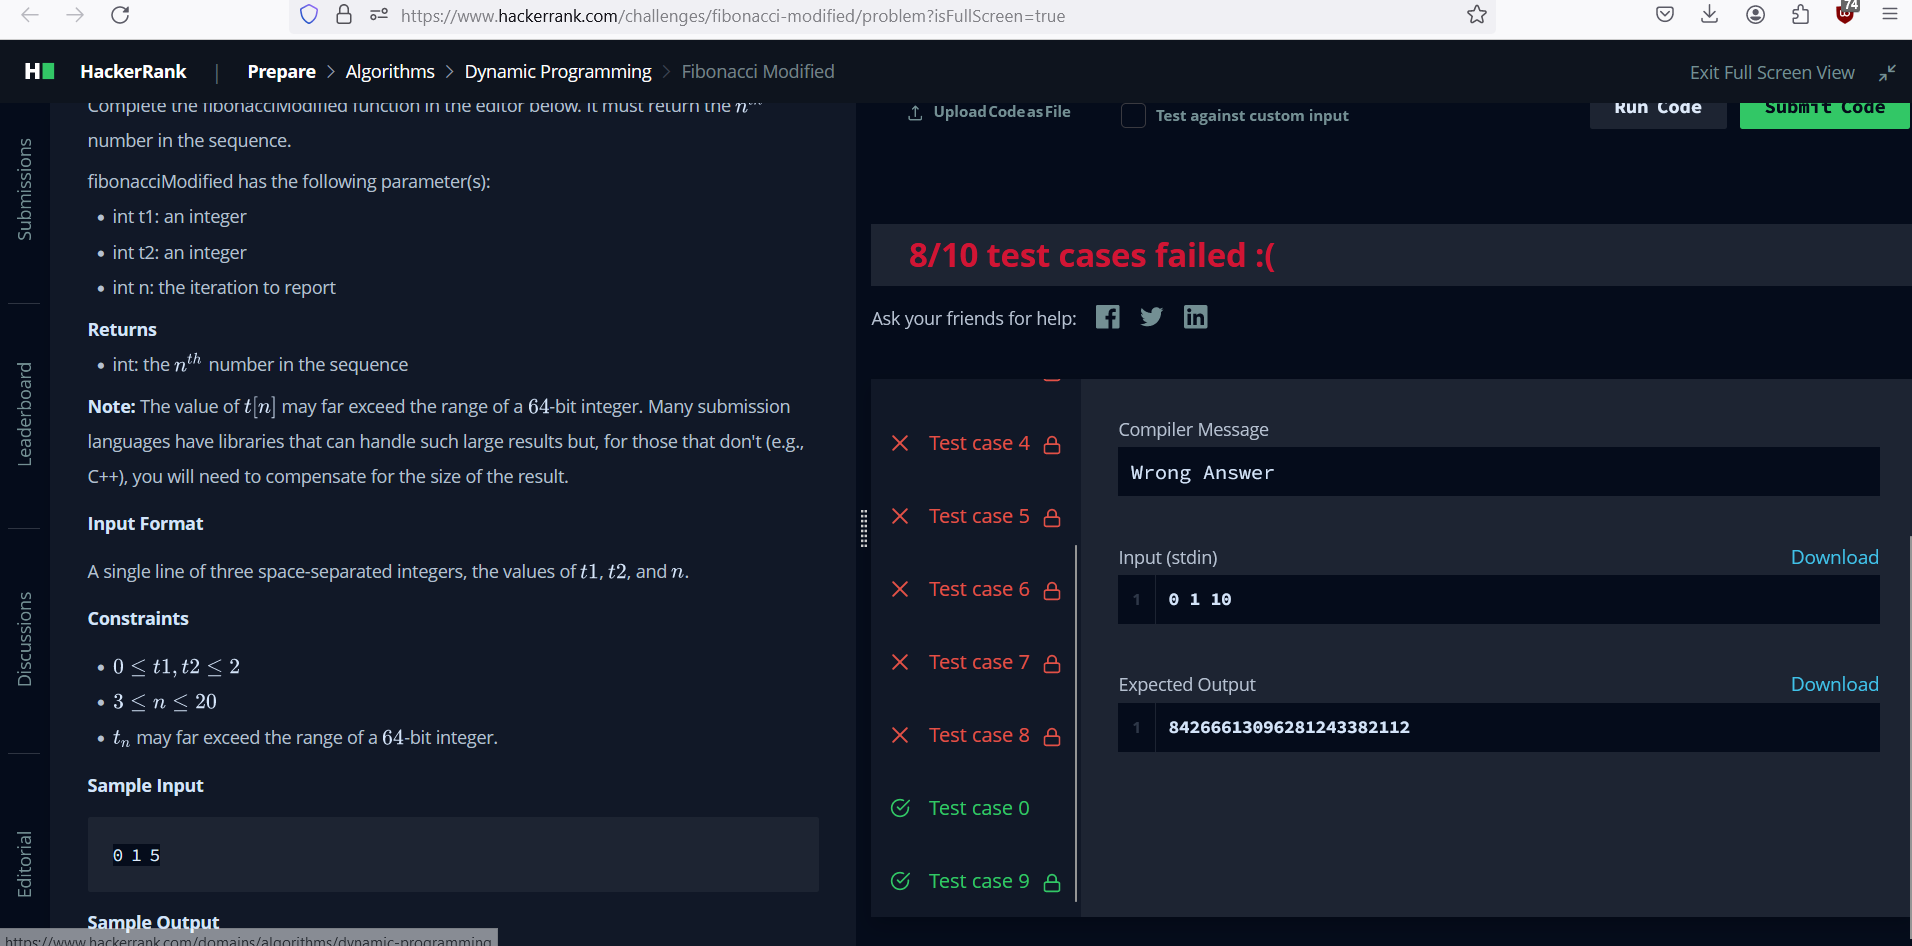 74
https://www.hackerrank.com/challenges/fibonacci-modified/problem?isFullScreen=true
H HackerRank | Prepare > Algorithms > Dynamic Programming > Fibonacci Modified
Exit Full Screen View
Submissions
Leaderboard
Discussions
Editorial
Complete the fibonacciModified function in the editor below. It must return the n^th
number in the sequence.
fibonacciModified has the following parameter(s):
• int t1: an integer
• int t2: an integer
• int n: the iteration to report
Returns
• int: the n^th number in the sequence
Note: The value of t[n] may far exceed the range of a 64-bit integer. Many submission
languages have libraries that can handle such large results but, for those that don't (e.g.,
C++), you will need to compensate for the size of the result.
Input Format
A single line of three space-separated integers, the values of t1, t2, and n.
Constraints
• 0 ≤ t1, t2 ≤ 2
• 3 ≤ n ≤ 20
• t_n may far exceed the range of a 64-bit integer.
Sample Input
0 1 5
Sample Output
https://www.hackerrank.com/domains/algorithms/dynamic-programming
Upload Code as File
Test against custom input
Run Code
Submit Code
8/10 test cases failed :(
Ask your friends for help:
Test case 4
Test case 5
Test case 6
Test case 7
Test case 8
Test case 0
Test case 9
Compiler Message
Wrong Answer
Input (stdin)
Download
1 0 1 10
Expected Output
Download
1 84266613096281243382112